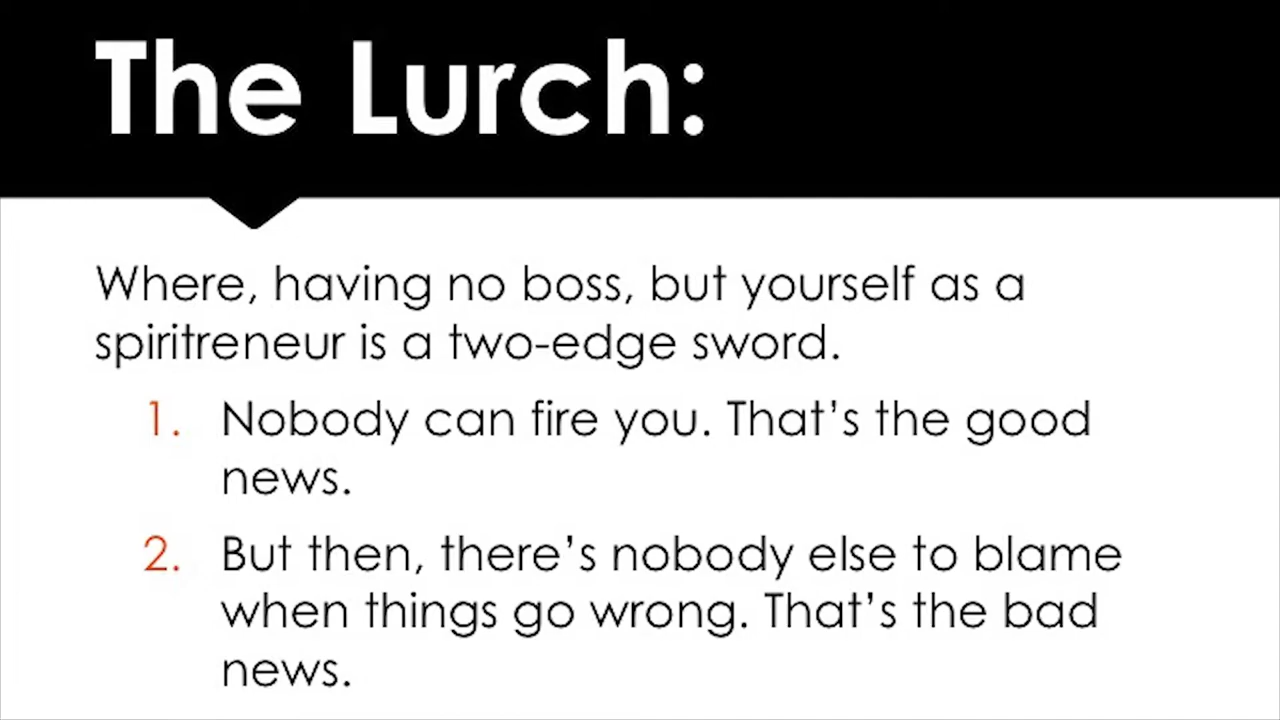 The Lurch:
Where, having no boss, but yourself as a
spiritreneur is a two-edge sword.
1. Nobody can fire you. That's the good
news.
2. But then, there's nobody else to blame
when things go wrong. That's the bad
news.